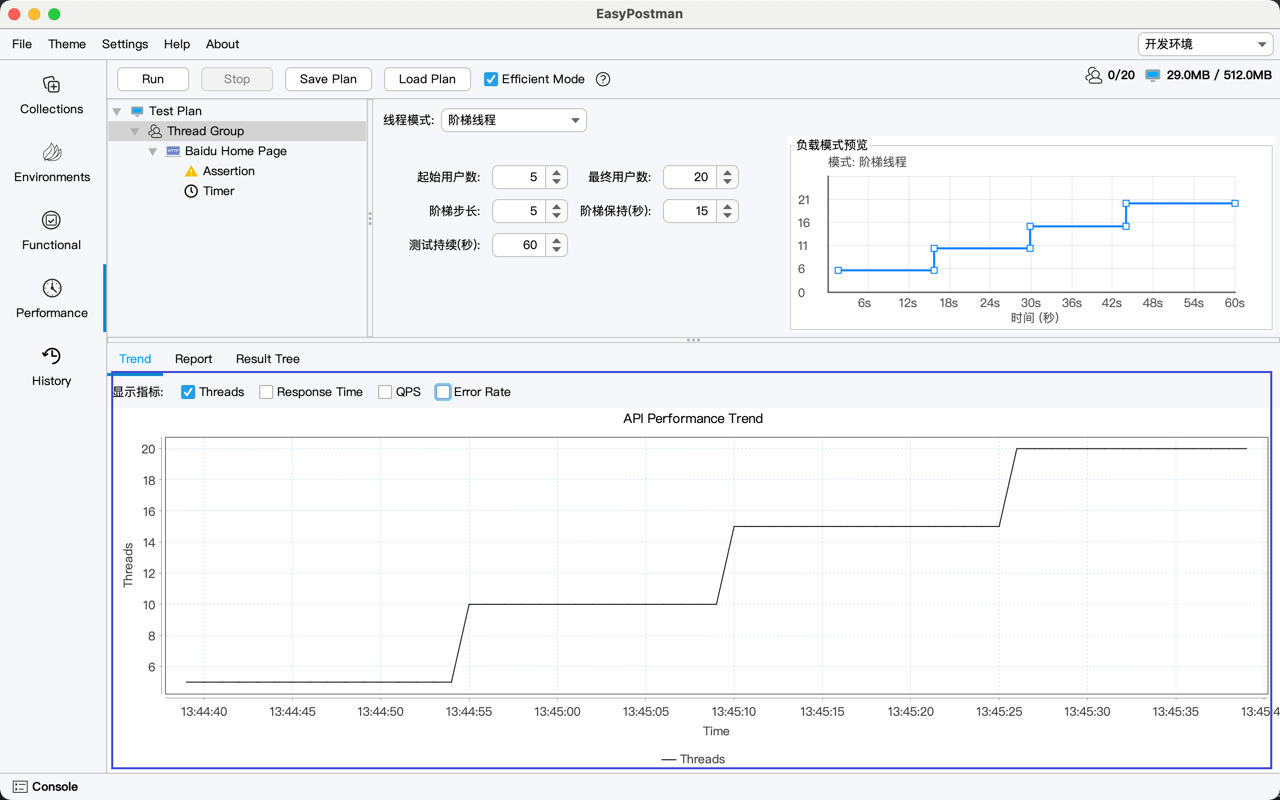 EasyPostman
File Theme Settings Help About
开发环境
Run Stop Save Plan Load Plan Efficient Mode ?
0/20 29.0MB / 512.0MB
Collections
Environments
Functional
Performance
History
Test Plan
Thread Group
HTTP Baidu Home Page
Assertion
Timer
线程模式: 阶梯线程
起始用户数: 5 最终用户数: 20
阶梯步长: 5 阶梯保持(秒): 15
测试持续(秒): 60
负载模式预览
模式: 阶梯线程
21
16
11
6
0
6s 12s 18s 24s 30s 36s 42s 48s 54s 60s
时间 (秒)
Trend Report Result Tree
显示指标: Threads Response Time QPS Error Rate
API Performance Trend
Threads
20
18
16
14
12
10
8
6
13:44:40 13:44:45 13:44:50 13:44:55 13:45:00 13:45:05 13:45:10 13:45:15 13:45:20 13:45:25 13:45:30 13:45:35 13:45:4
Time
Threads
Console